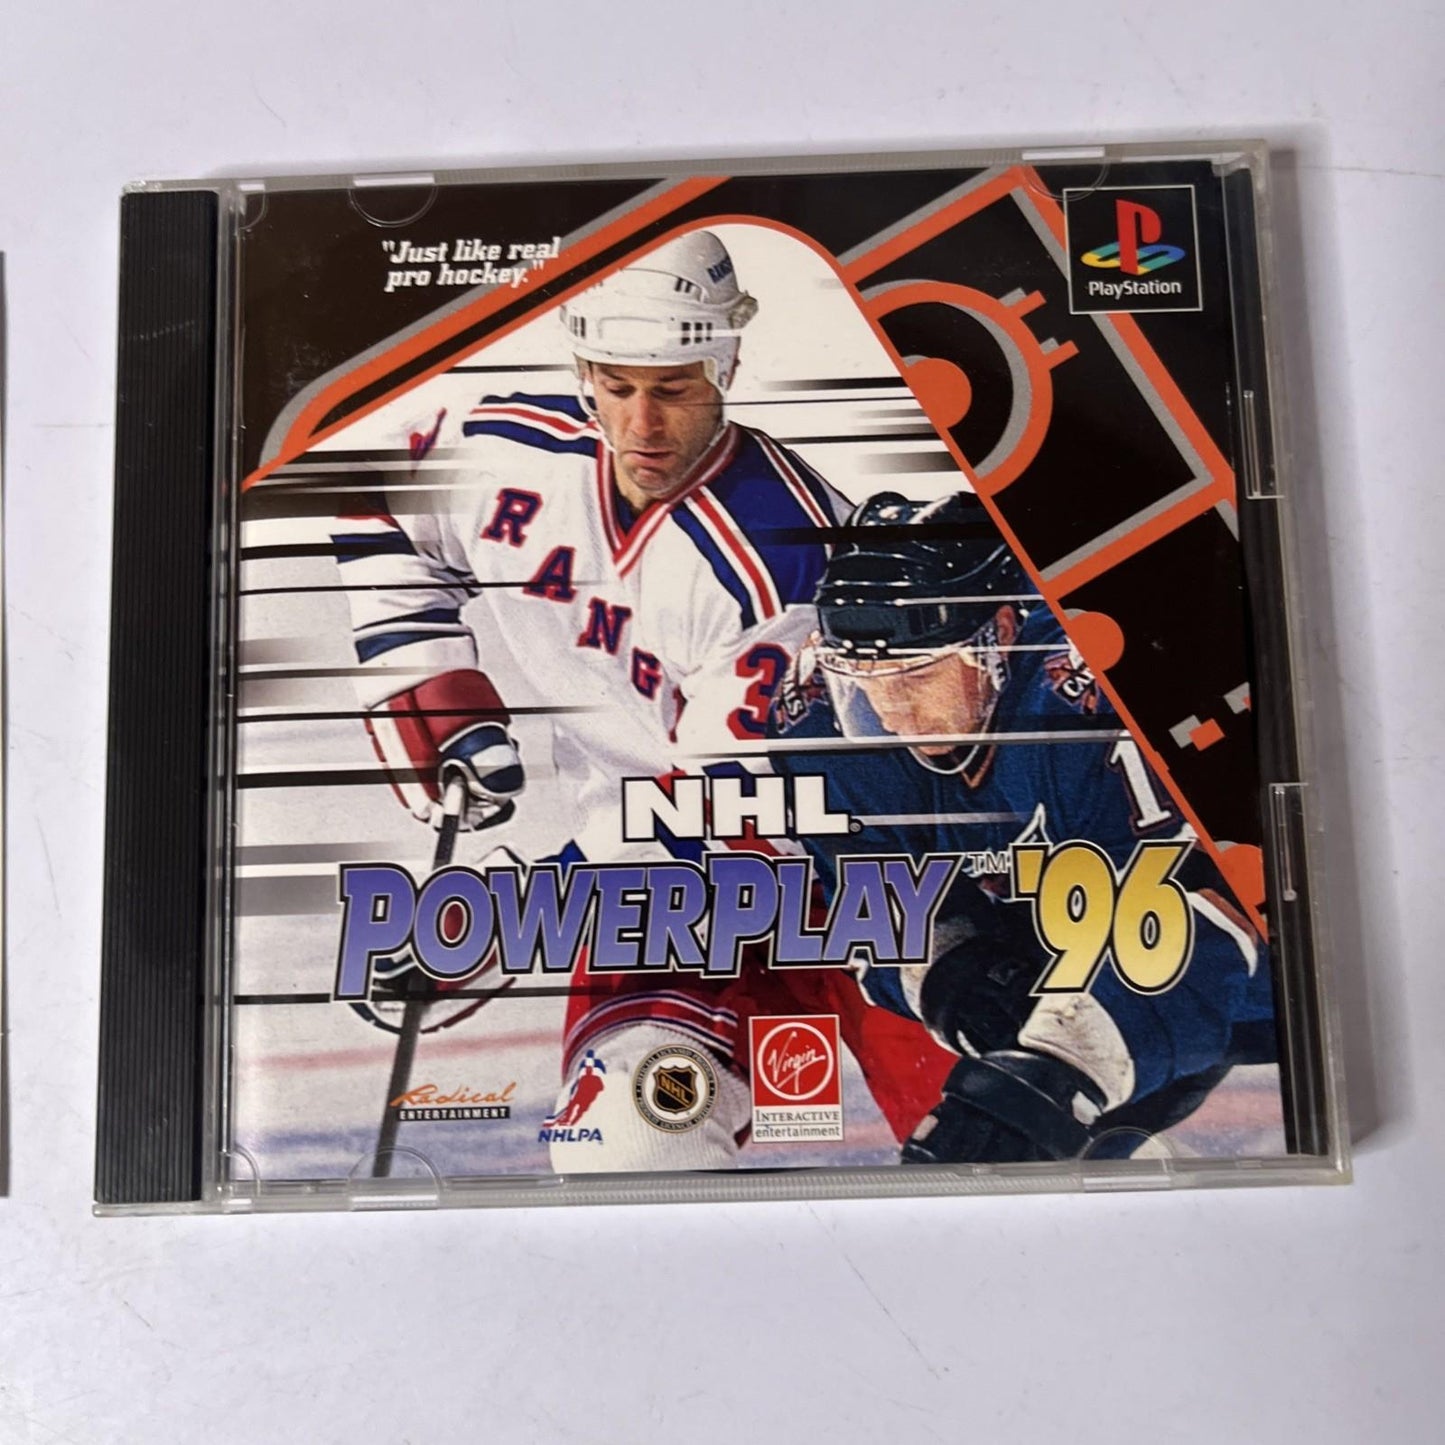 "Just like real
pro hockey."
PlayStation
RANG
3
CA
1
NHL®
POWERPLAY™ '96
Radical
ENTERTAINMENT
NHLPA
NHL
Virgin
INTERACTIVE
entertainment